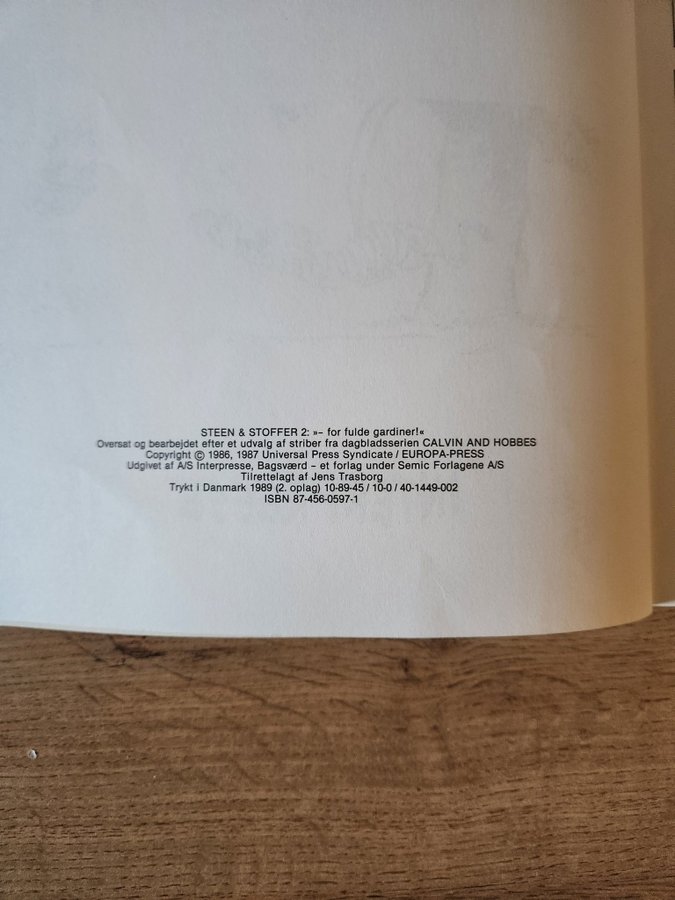 STEEN & STOFFER 2: »– for fulde gardiner!«
Oversat og bearbejdet efter et udvalg af striber fra dagbladsserien CALVIN AND HOBBES
Copyright © 1986, 1987 Universal Press Syndicate / EUROPA-PRESS
Udgivet af A/S Interpresse, Bagsværd – et forlag under Semic Forlagene A/S
Tilrettelagt af Jens Trasborg
Trykt i Danmark 1989 (2. oplag) 10-89-45 / 10-0 / 40-1449-002
ISBN 87-456-0597-1